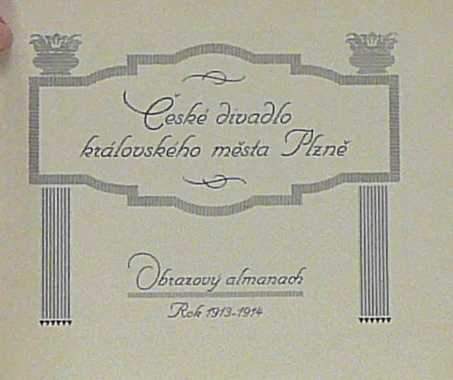 České divadlo
královského města Plzně
Obrazový almanach
Rok 1913-1914